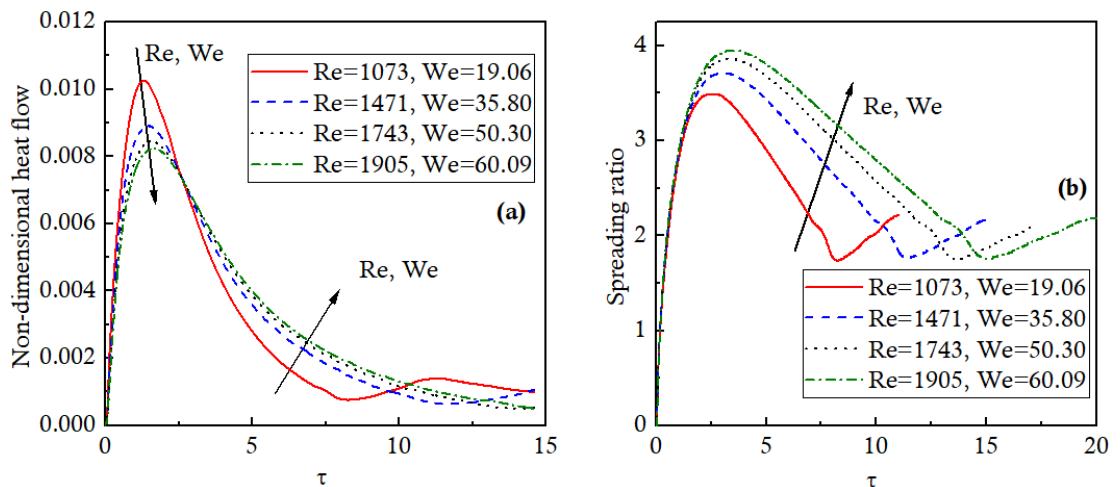 0.012
0.010
0.008
0.006
0.004
0.002
0.000
Non-dimensional heat flow
Re, We
Re=1073, We=19.06
Re=1471, We=35.80
Re=1743, We=50.30
Re=1905, We=60.09
(a)
Re, We
0
5
10
15
τ
4
3
2
1
0
Spreading ratio
Re, We
(b)
Re=1073, We=19.06
Re=1471, We=35.80
Re=1743, We=50.30
Re=1905, We=60.09
0
5
10
15
20
τ